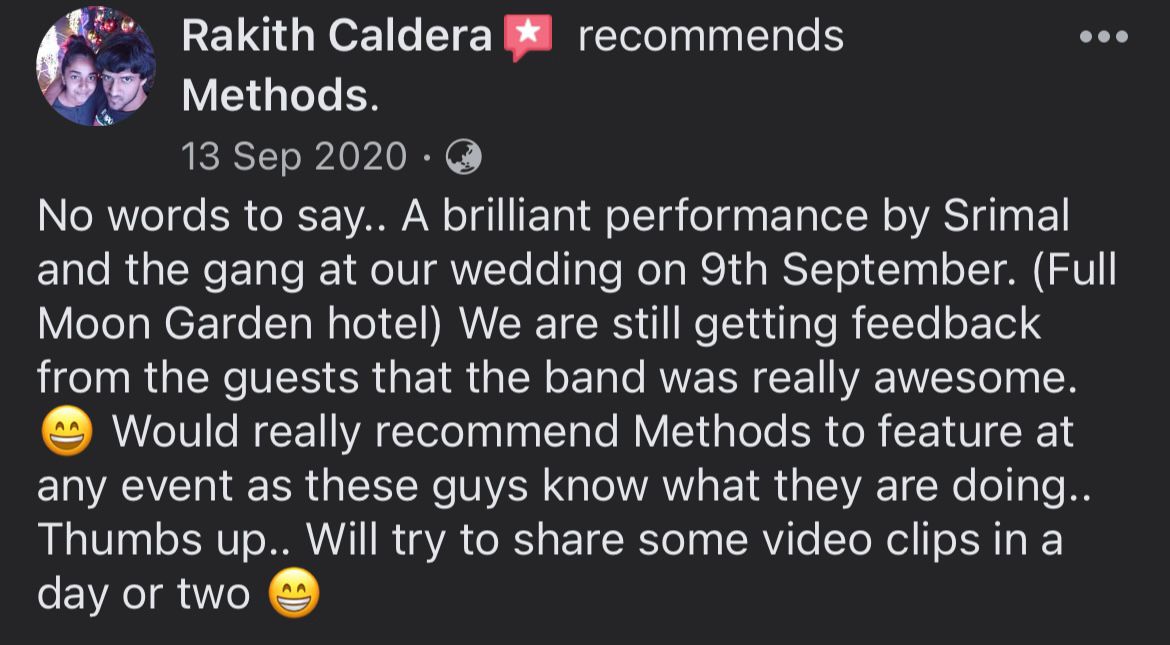 Rakith Caldera recommends
Methods.
13 Sep 2020 ·
No words to say.. A brilliant performance by Srimal
and the gang at our wedding on 9th September. (Full
Moon Garden hotel) We are still getting feedback
from the guests that the band was really awesome.
😄 Would really recommend Methods to feature at
any event as these guys know what they are doing..
Thumbs up.. Will try to share some video clips in a
day or two 😁